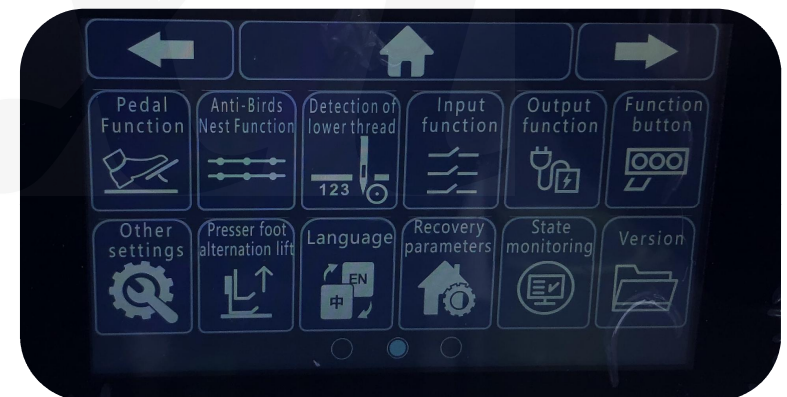 Pedal
Function
Anti-Birds
Nest Function
Detection of
lower thread
123
Input
function
Output
function
Function
button
Other
settings
Presser foot
alternation lift
Language
EN
中
Recovery
parameters
State
monitoring
Version